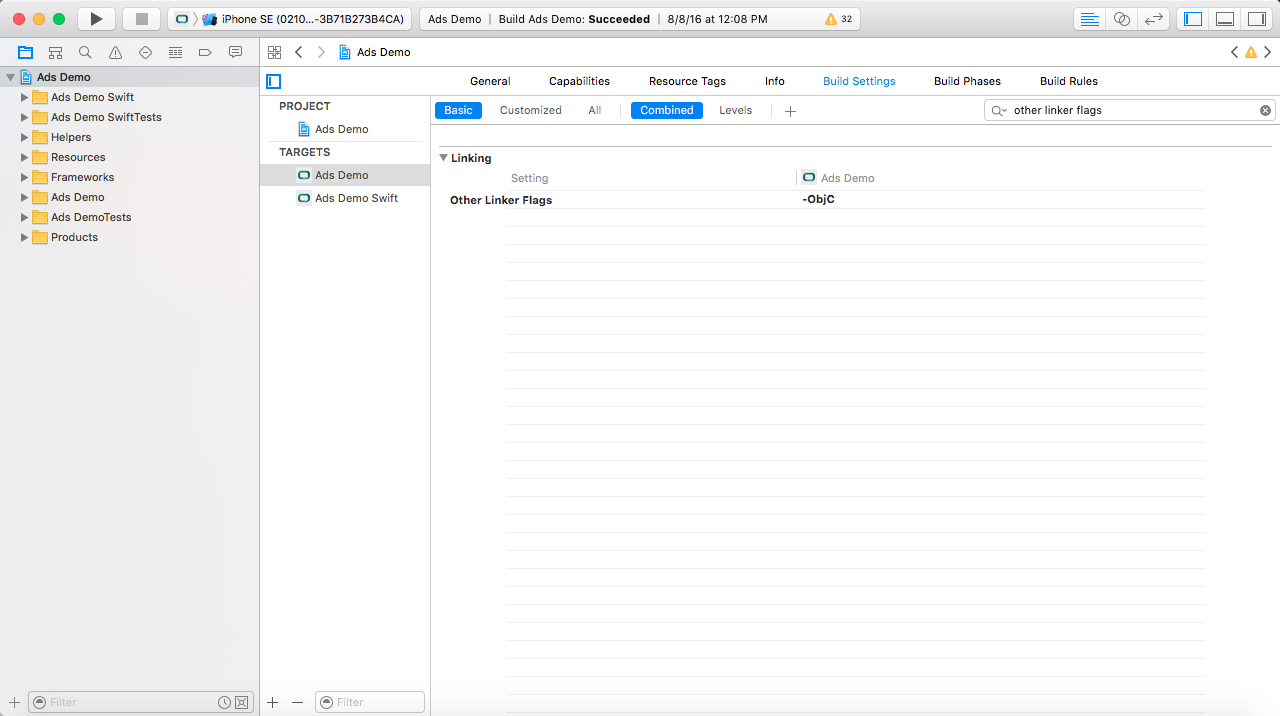 iPhone SE (0210...-3B71B273B4CA)
Ads Demo | Build Ads Demo: Succeeded | 8/8/16 at 12:08 PM
32
Ads Demo
Ads Demo Swift
Ads Demo SwiftTests
Helpers
Resources
Frameworks
Ads Demo
Ads DemoTests
Products
Filter
Ads Demo
General Capabilities Resource Tags Info Build Settings Build Phases Build Rules
PROJECT
Ads Demo
TARGETS
Ads Demo
Ads Demo Swift
Filter
Basic Customized All Combined Levels
other linker flags
Linking
Setting Ads Demo
Other Linker Flags -ObjC